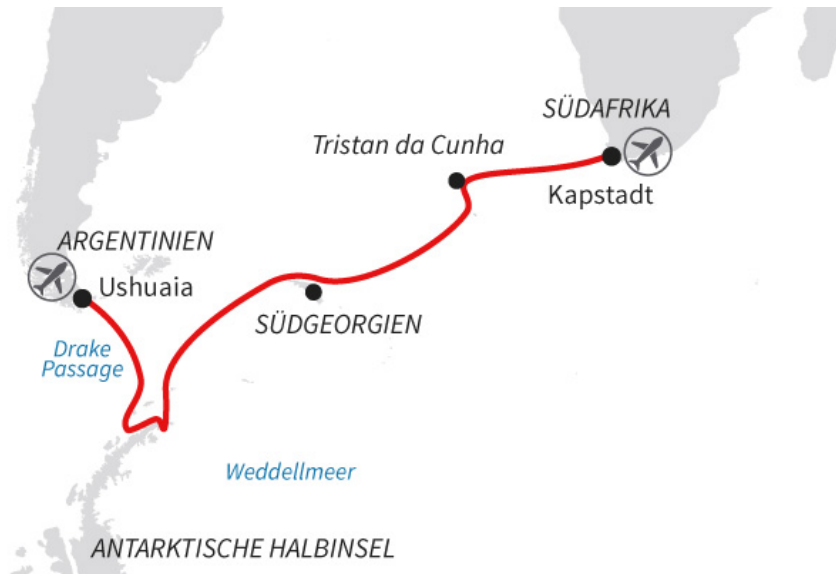 SÜDAFRIKA
Tristan da Cunha
Kapstadt
ARGENTINIEN
Ushuaia
SÜDGEORGIEN
Drake
Passage
Weddellmeer
ANTARKTISCHE HALBINSEL